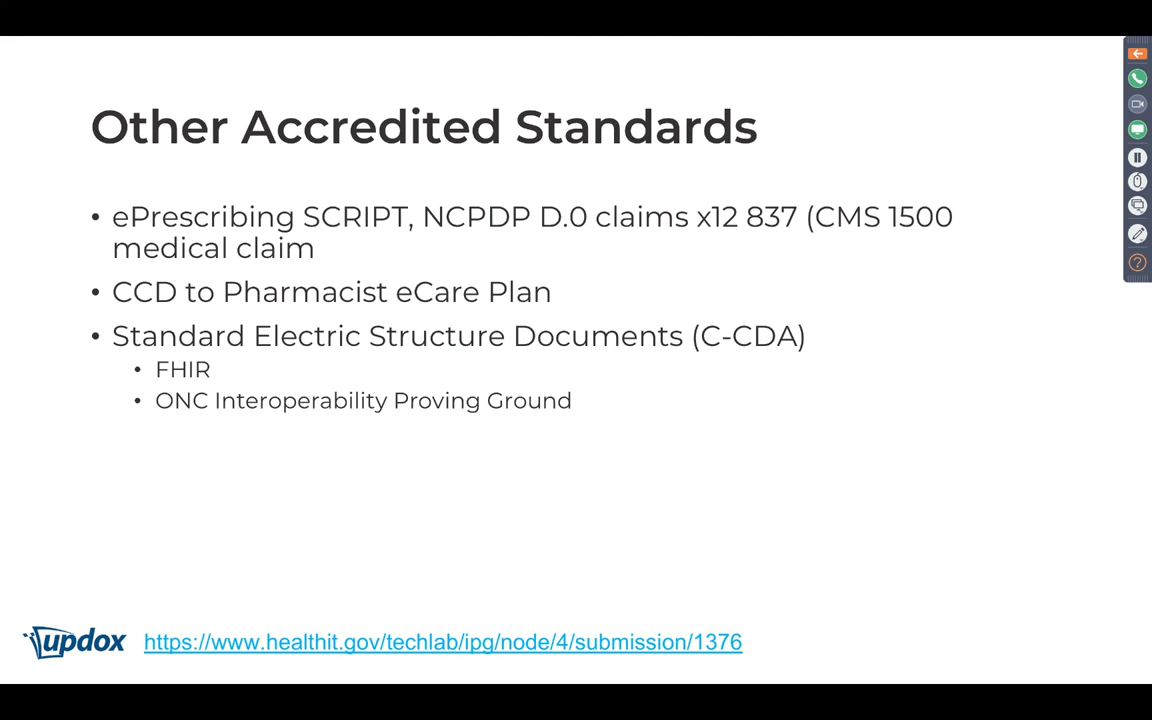 Other Accredited Standards
• ePrescribing SCRIPT, NCPDP D.0 claims x12 837 (CMS 1500
medical claim
• CCD to Pharmacist eCare Plan
• Standard Electric Structure Documents (C-CDA)
• FHIR
• ONC Interoperability Proving Ground
updox
https://www.healthit.gov/techlab/ipg/node/4/submission/1376
?